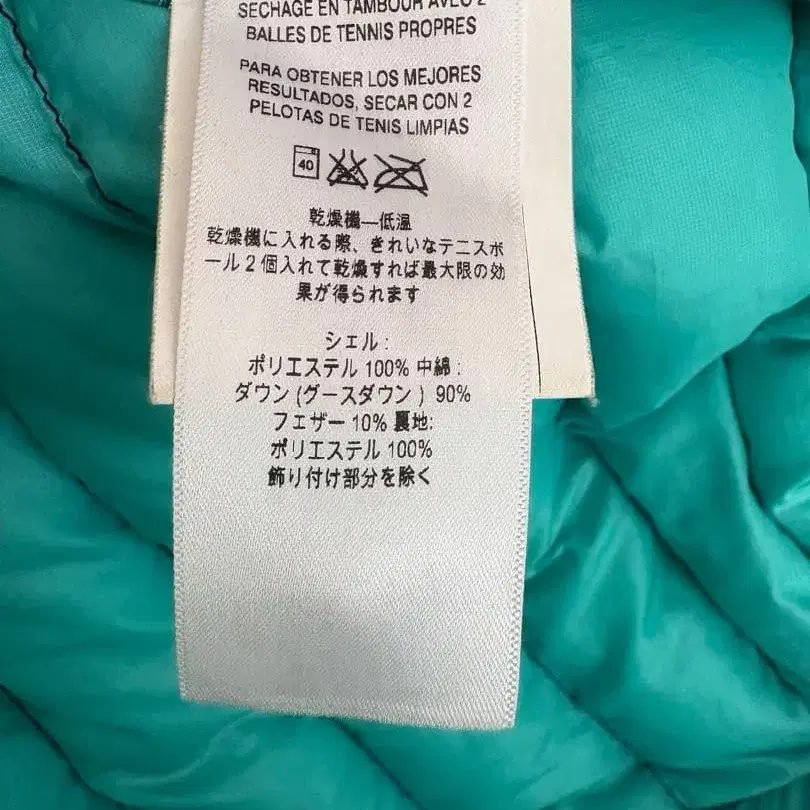 SECHAGE EN TAMBOUR AVEC 2
BALLES DE TENNIS PROPRES
PARA OBTENER LOS MEJORES
RESULTADOS, SECAR CON 2
PELOTAS DE TENIS LIMPIAS
40
乾燥機—低温
乾燥機に入れる際、きれいなテニスボ
ール2個入れて乾燥すれば最大限の効
果が得られます
シェル:
ポリエステル 100% 中綿:
ダウン(グースダウン) 90%
フェザー 10% 裏地:
ポリエステル 100%
飾り付け部分を除く